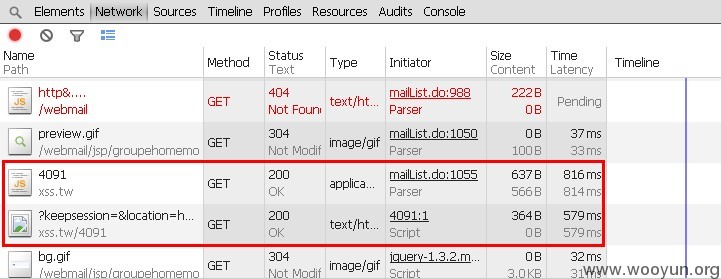 Elements Network Sources Timeline Profiles Resources Audits Console
Name Path Method Status Text Type Initiator Size Content Time Latency Timeline
http&.... GET 404 text/ht... mailList.do:988 222 B Pending
/webmail Not Found Parser 0 B
preview.gif GET 304 image/gif mailList.do:1050 0 B 37 ms
/webmail/jsp/groupehomemo Not Modif Parser 100 B 33 ms
4091 GET 200 applica... mailList.do:1055 637 B 816 ms
xss.tw OK Parser 566 B 814 ms
?keepsession=&location=h... GET 200 text/ht... 4091:1 364 B 579 ms
xss.tw/4091 OK Script 0 B 579 ms
bg.gif GET 304 image/gif jquery-1.3.2.m... 0 B 32 ms
/webmail/jsp/groupehomemo Not Modif Script 3.0 KB 31 ms
www.wooyun.org